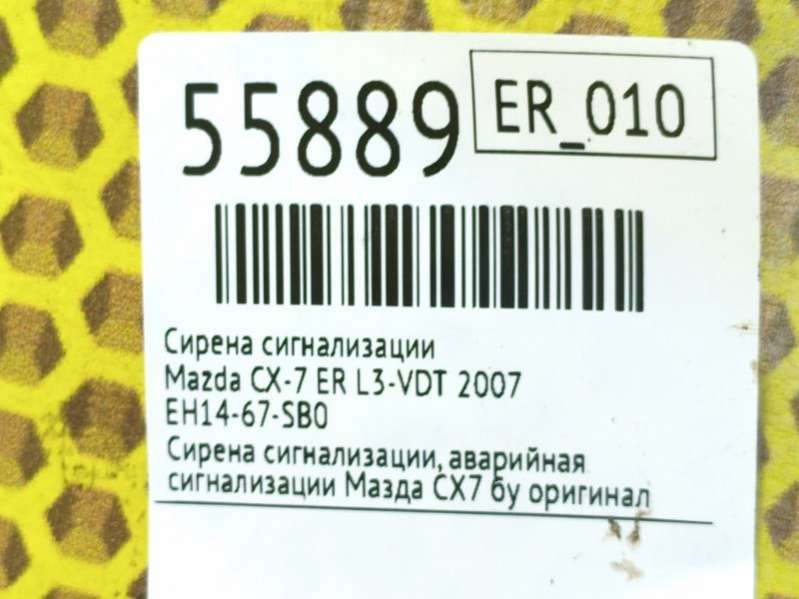 55889
ER_010
Сирена сигнализации
Mazda CX-7 ER L3-VDT 2007
EH14-67-SB0
Сирена сигнализации, аварийная
сигнализации Мазда СХ7 бу оригинал